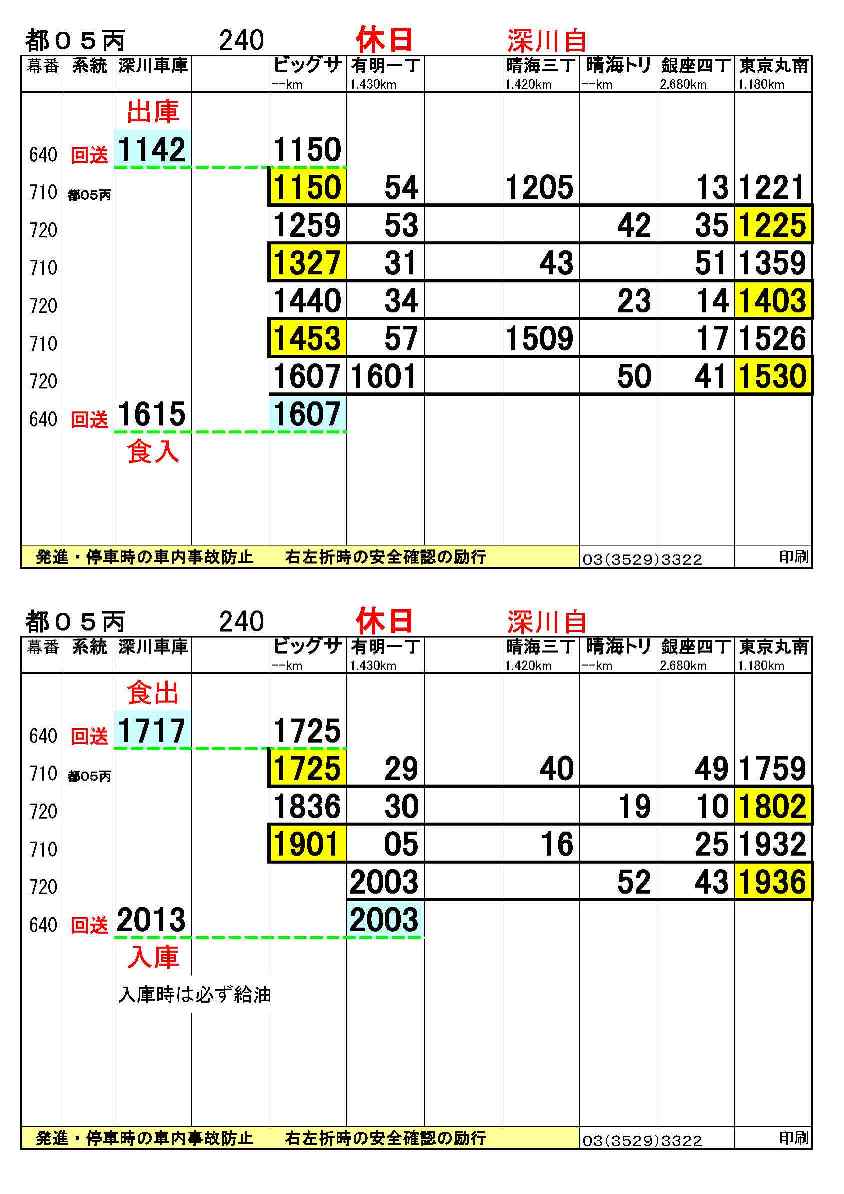 都０５丙 240 休日 深川自
幕番 系統 深川車庫 ビッグサ 有明一丁 晴海三丁 晴海トリ 銀座四丁 東京丸南
--km 1.430km 1.420km --km 2.680km 1.180km
出庫
640 回送 1142 1150
710 都05丙 1150 54 1205 13 1221
720 1259 53 42 35 1225
710 1327 31 43 51 1359
720 1440 34 23 14 1403
710 1453 57 1509 17 1526
720 1607 1601 50 41 1530
640 回送 1615 1607
食入
発進・停車時の車内事故防止 右左折時の安全確認の励行 03(3529)3322 印刷
都０５丙 240 休日 深川自
幕番 系統 深川車庫 ビッグサ 有明一丁 晴海三丁 晴海トリ 銀座四丁 東京丸南
--km 1.430km 1.420km --km 2.680km 1.180km
食出
640 回送 1717 1725
710 都05丙 1725 29 40 49 1759
720 1836 30 19 10 1802
710 1901 05 16 25 1932
720 2003 52 43 1936
640 回送 2013 2003
入庫
入庫時は必ず給油
発進・停車時の車内事故防止 右左折時の安全確認の励行 03(3529)3322 印刷